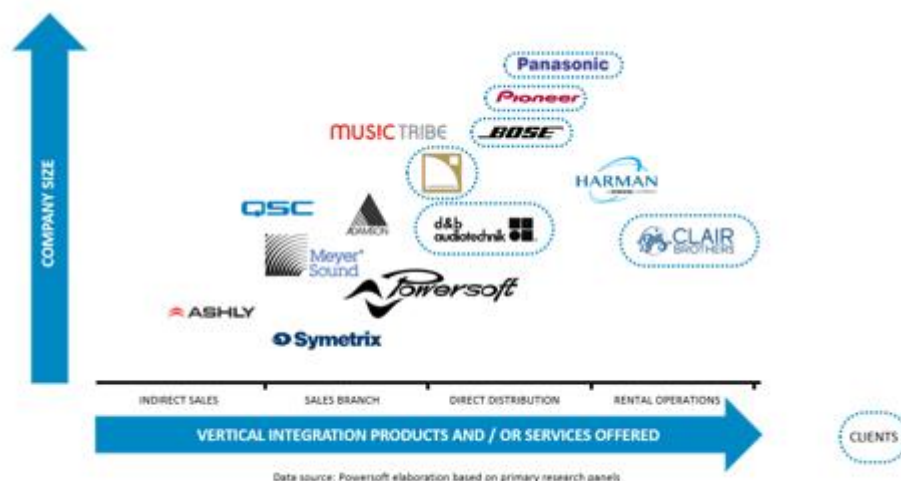 COMPANY SIZE
Panasonic
Pioneer
MUSIC TRIBE
BOSE
HARMAN
QSC
ADAMSON
d&b
audiotechnik
CLAIR
BROTHERS
Meyer
Sound
Powersoft
ASHLY
Symetrix
INDIRECT SALES
SALES BRANCH
DIRECT DISTRIBUTION
RENTAL OPERATIONS
VERTICAL INTEGRATION PRODUCTS AND / OR SERVICES OFFERED
CLIENTS
Data source: Powersoft elaboration based on primary research panels